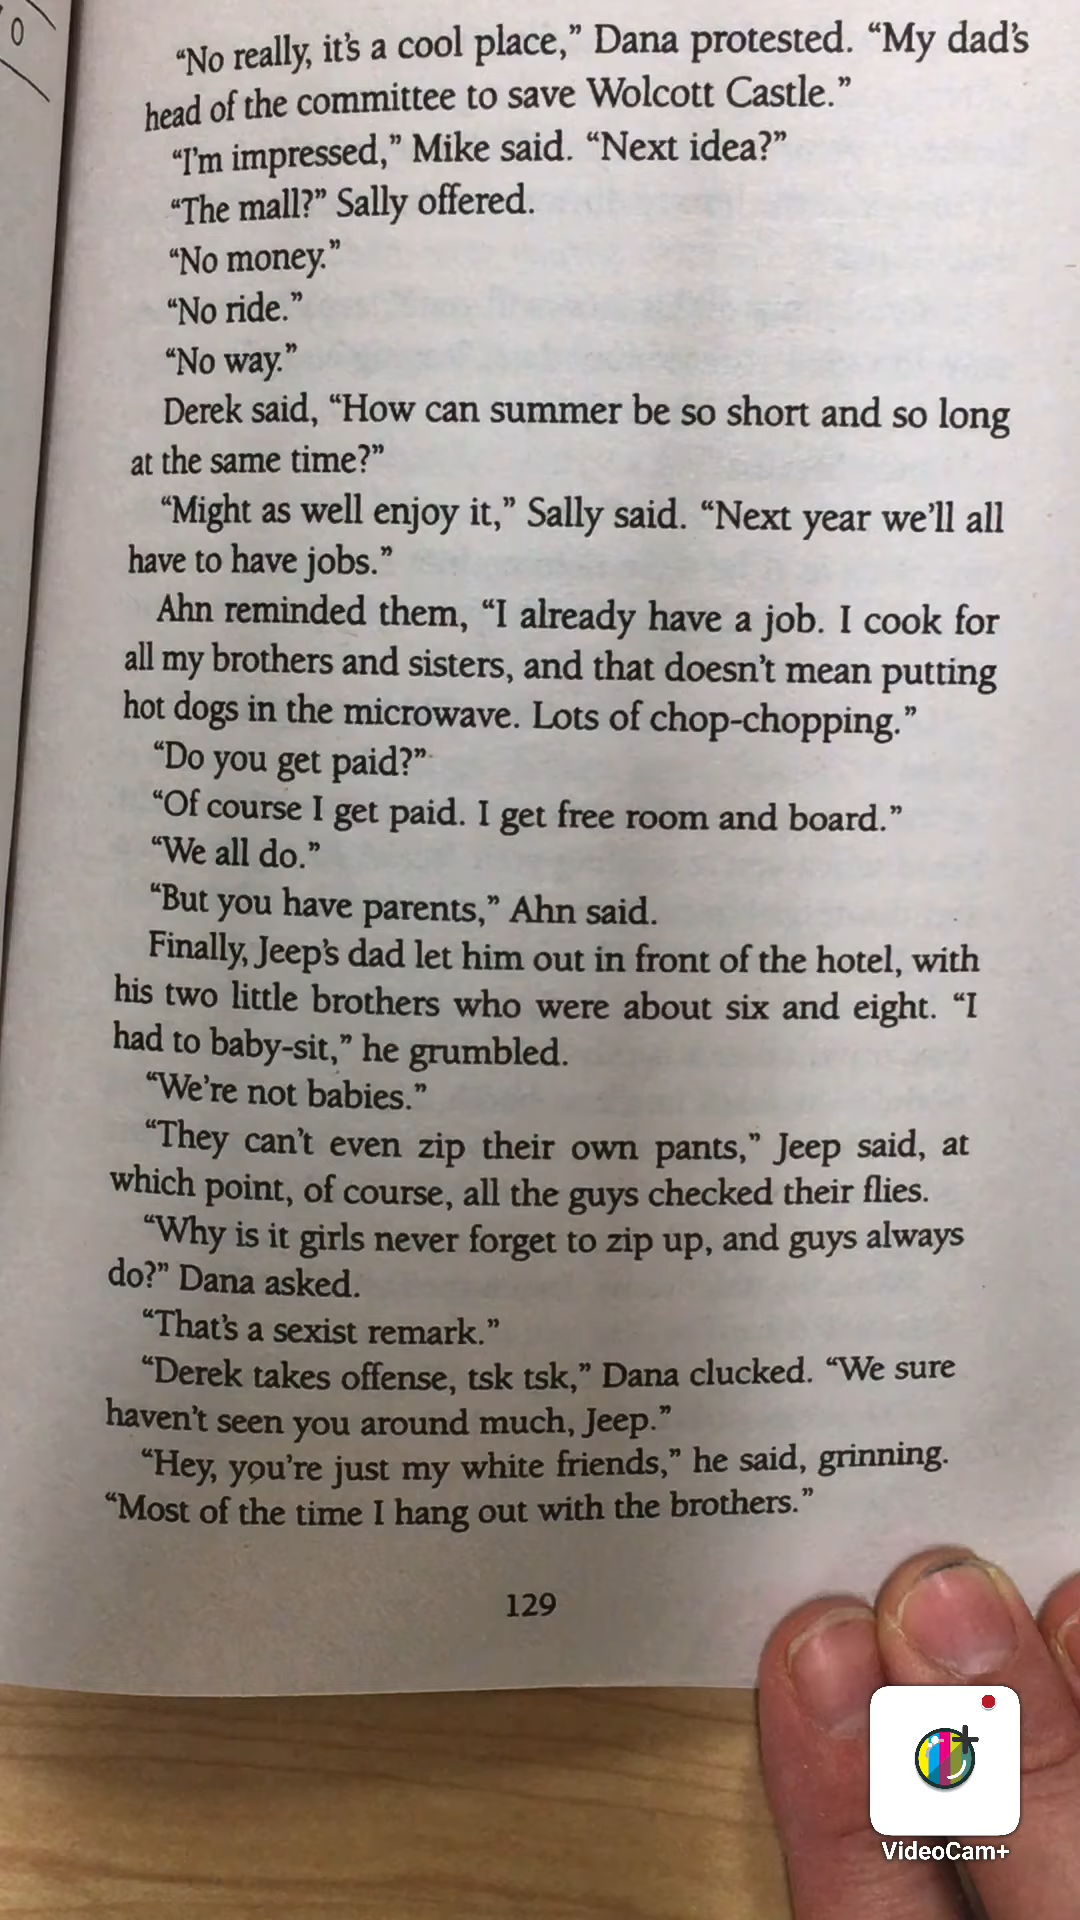 0
“No really, it’s a cool place,” Dana protested. “My dad’s
head of the committee to save Wolcott Castle.”
“I’m impressed,” Mike said. “Next idea?”
“The mall?” Sally offered.
“No money.”
“No ride.”
“No way.”
Derek said, “How can summer be so short and so long
at the same time?”
“Might as well enjoy it,” Sally said. “Next year we’ll all
have to have jobs.”
Ahn reminded them, “I already have a job. I cook for
all my brothers and sisters, and that doesn’t mean putting
hot dogs in the microwave. Lots of chop-chopping.”
“Do you get paid?”
“Of course I get paid. I get free room and board.”
“We all do.”
“But you have parents,” Ahn said.
Finally, Jeep’s dad let him out in front of the hotel, with
his two little brothers who were about six and eight. “I
had to baby-sit,” he grumbled.
“We’re not babies.”
“They can’t even zip their own pants,” Jeep said, at
which point, of course, all the guys checked their flies.
“Why is it girls never forget to zip up, and guys always
do?” Dana asked.
“That’s a sexist remark.”
“Derek takes offense, tsk tsk,” Dana clucked. “We sure
haven’t seen you around much, Jeep.”
“Hey, you’re just my white friends,” he said, grinning.
“Most of the time I hang out with the brothers.”
129
VideoCam+